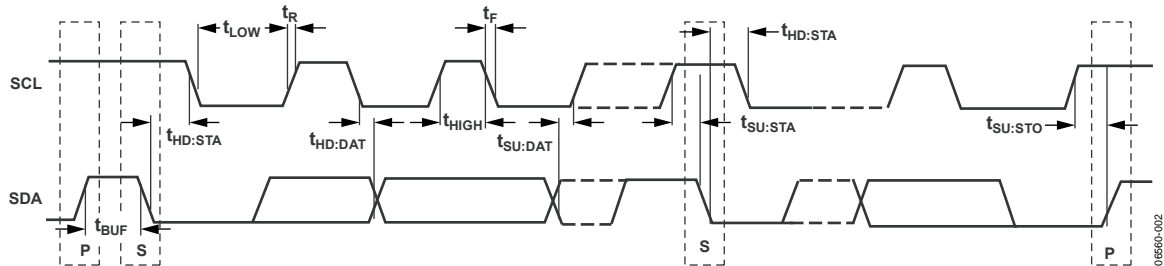 tR
tF
tLOW
tHD:STA
SCL
tHD:STA
tHD:DAT
tHIGH
tSU:DAT
tSU:STA
tSU:STO
SDA
tBUF
P
S
S
P
06560-002